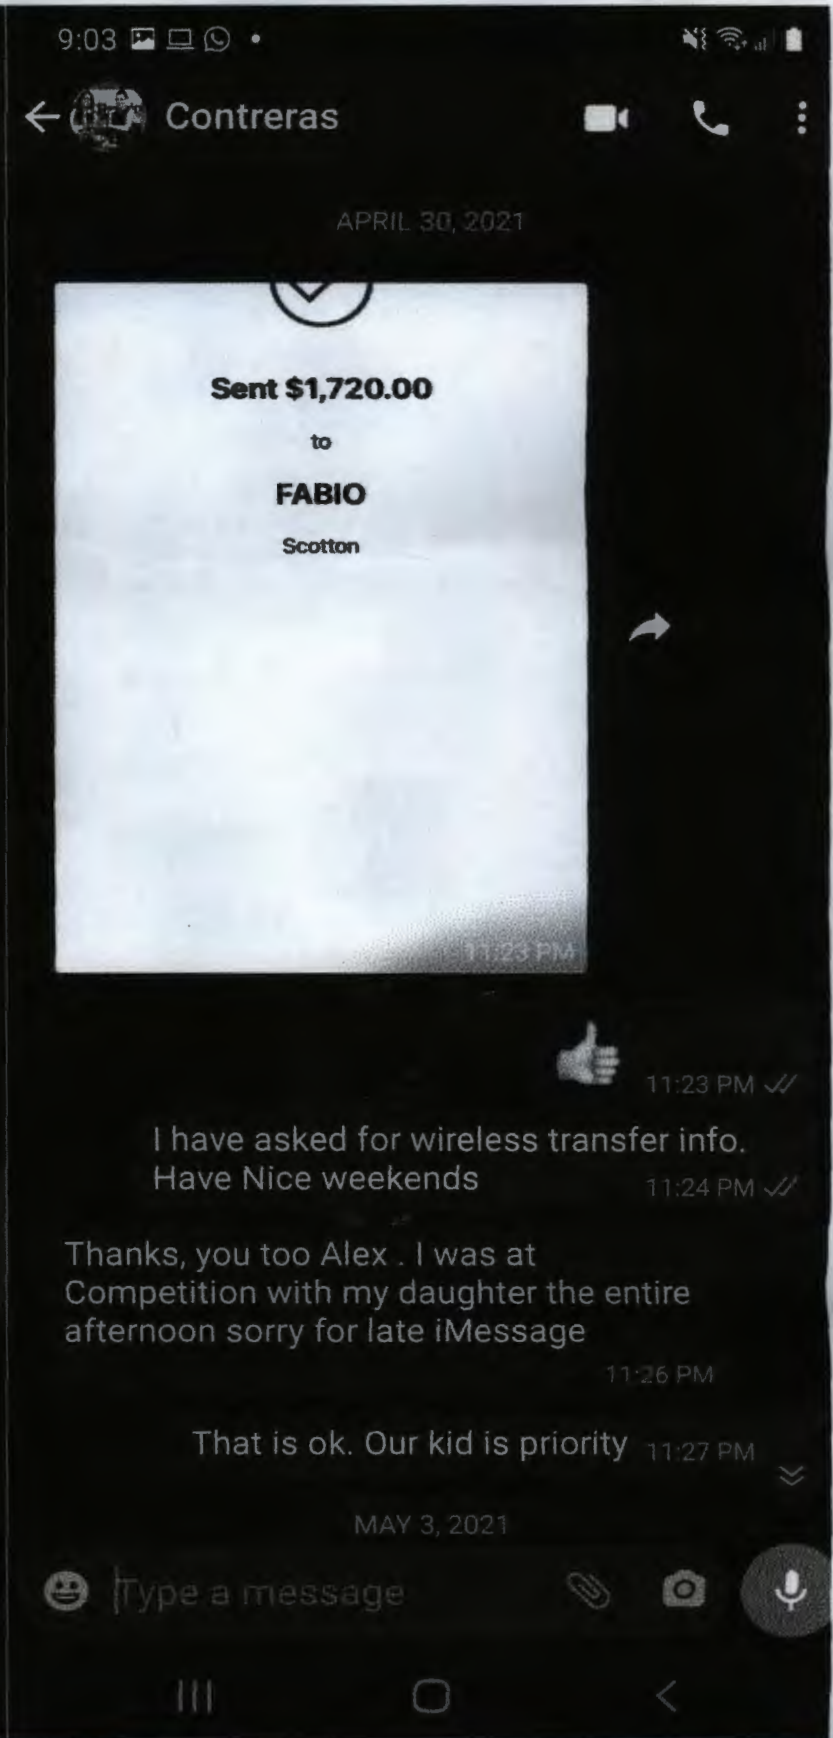 9:03
Contreras
APRIL 30, 2021
Sent $1,720.00
to
FABIO
Scotton
11:23 PM
11:23 PM
I have asked for wireless transfer info.
Have Nice weekends
11:24 PM
Thanks, you too Alex . I was at
Competition with my daughter the entire
afternoon sorry for late iMessage
11:26 PM
That is ok. Our kid is priority 11:27 PM
MAY 3, 2021
Type a message